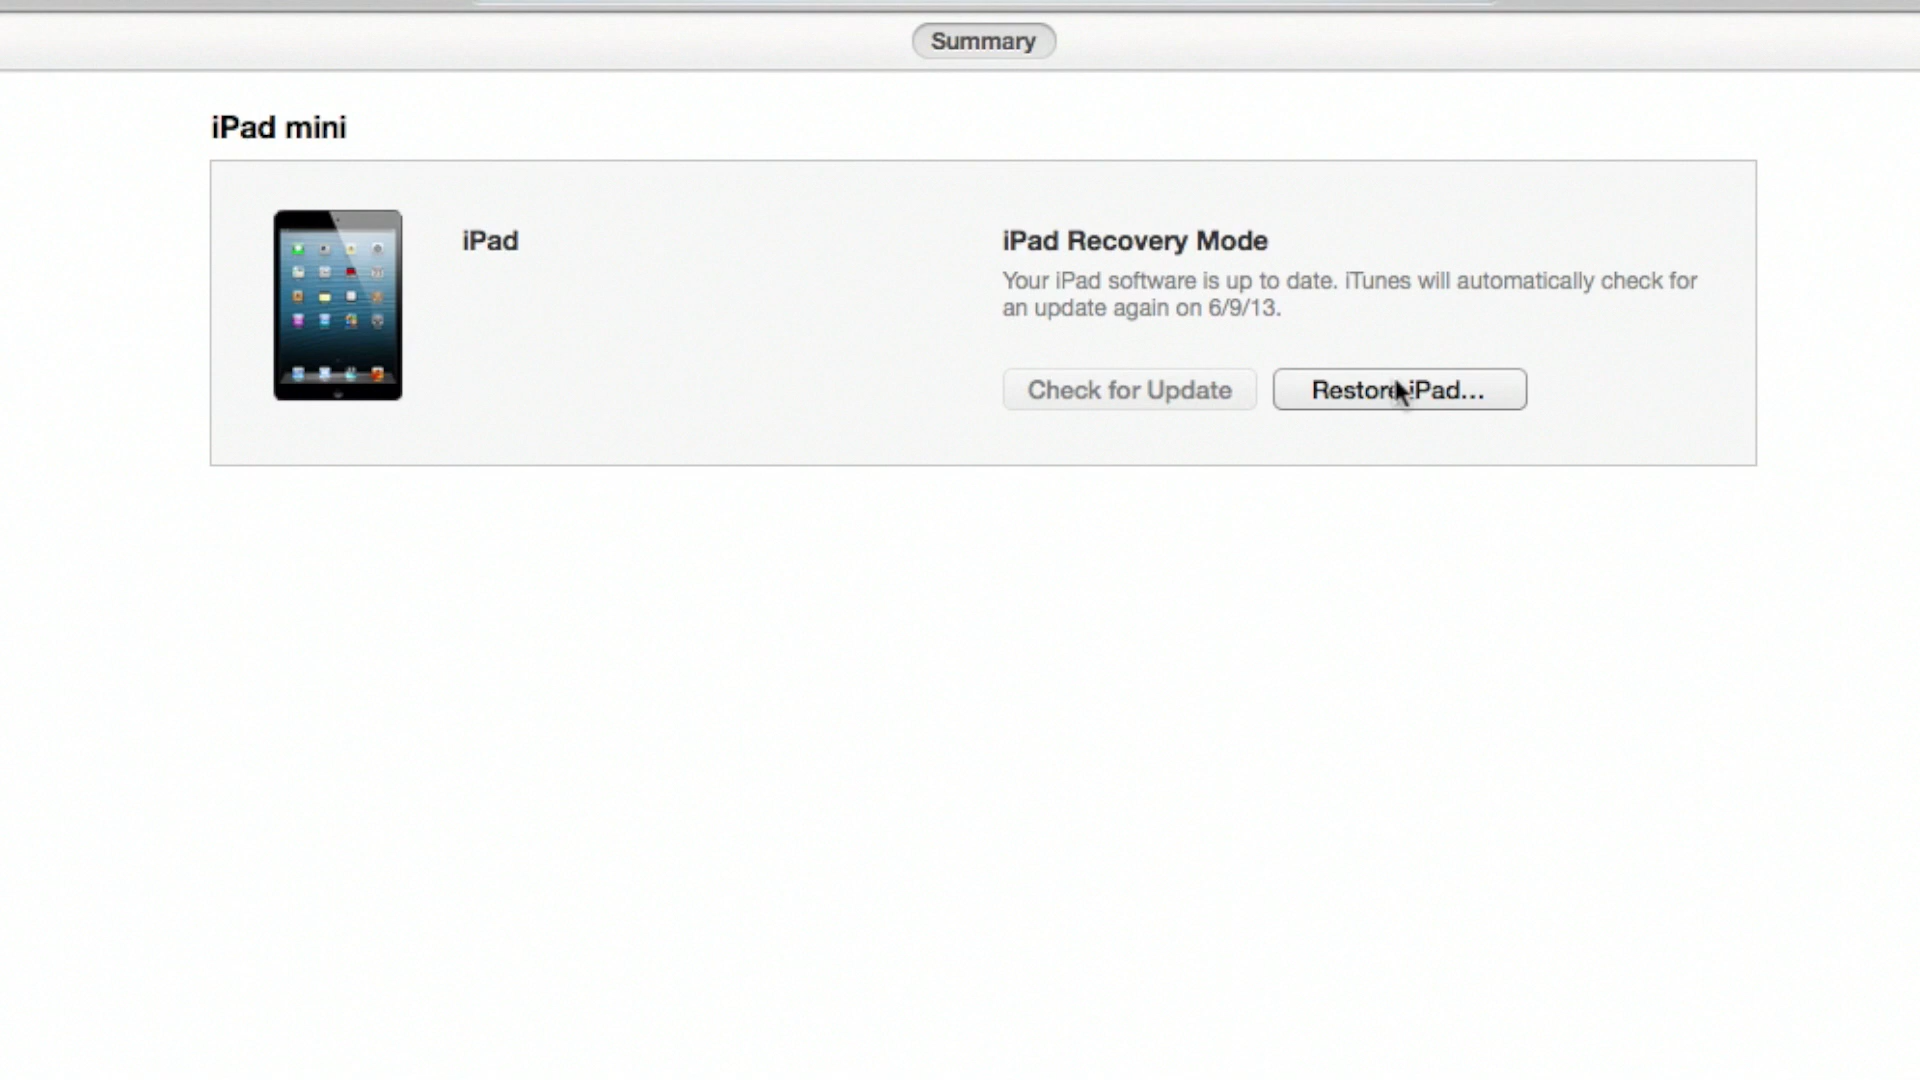 Summary
iPad mini
iPad
iPad Recovery Mode
Your iPad software is up to date. iTunes will automatically check for
an update again on 6/9/13.
Check for Update
Restore iPad...